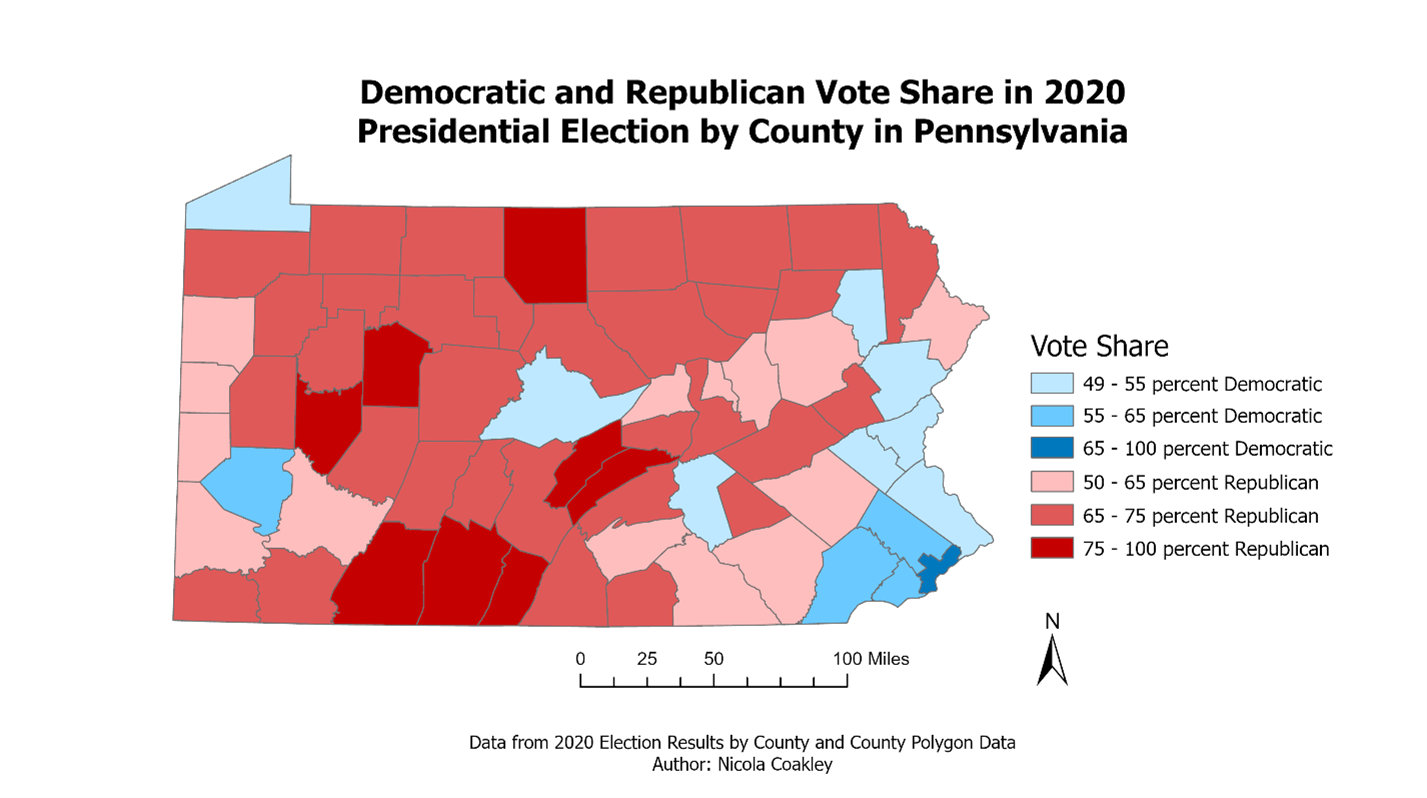 Democratic and Republican Vote Share in 2020
Presidential Election by County in Pennsylvania
Vote Share
49 - 55 percent Democratic
55 - 65 percent Democratic
65 - 100 percent Democratic
50 - 65 percent Republican
65 - 75 percent Republican
75 - 100 percent Republican
N
0 25 50 100 Miles
Data from 2020 Election Results by County and County Polygon Data
Author: Nicola Coakley